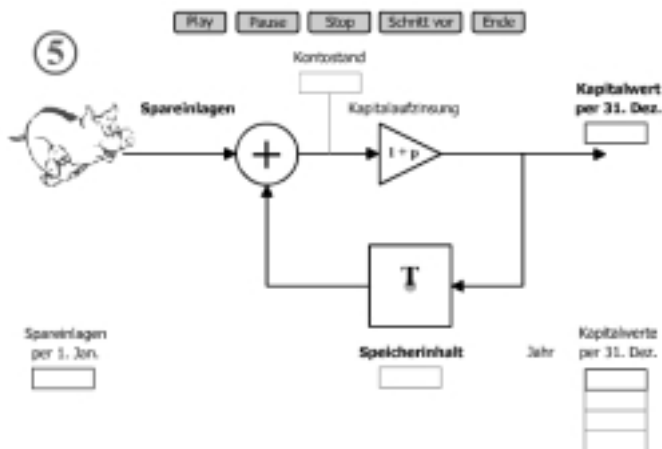 Play Pause Stop Schritt vor Ende
5
Kontostand
Spareinlagen
Kapitalaufzinsung
Kapitalwert
per 31. Dez.
+
1 + p
T
Spareinlagen
per 1. Jan.
Speicherinhalt
Jahr
Kapitalwerte
per 31. Dez.